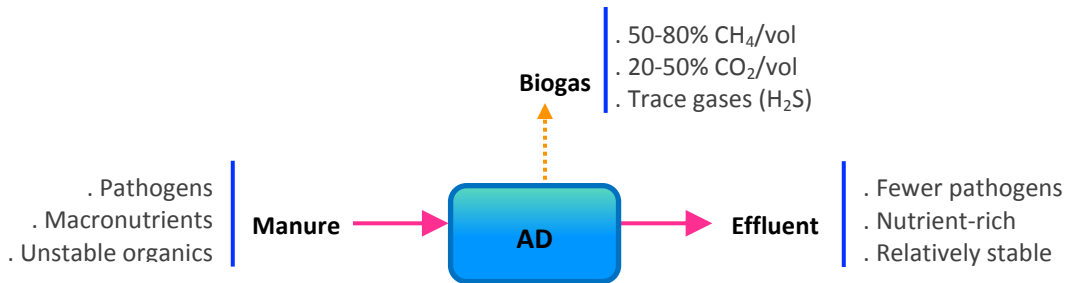 . 50-80% CH₄/vol
. 20-50% CO₂/vol
. Trace gases (H₂S)
Biogas
. Pathogens
. Macronutrients
. Unstable organics
Manure
AD
Effluent
. Fewer pathogens
. Nutrient-rich
. Relatively stable